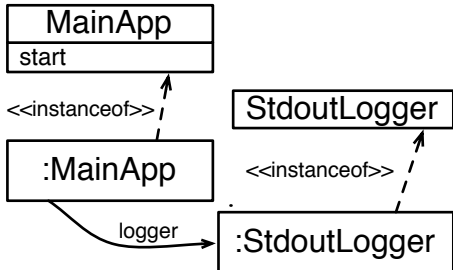 MainApp
start
<<instanceof>>
StdoutLogger
:MainApp
<<instanceof>>
logger
:StdoutLogger